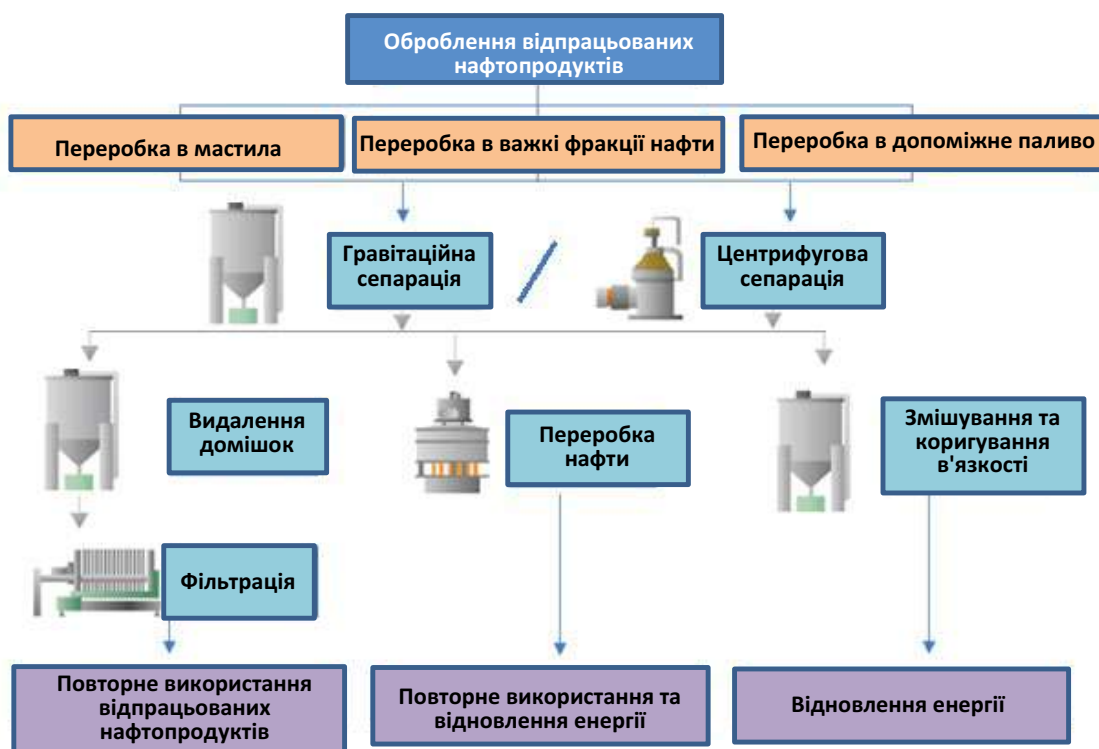 Оброблення відпрацьованих
нафтопродуктів
Переробка в мастила
Переробка в важкі фракції нафти
Переробка в допоміжне паливо
Гравітаційна
сепарація
Центрифугова
сепарація
Видалення
домішок
Переробка
нафти
Змішування та
коригування
в'язкості
Фільтрація
Повторне використання
відпрацьованих
нафтопродуктів
Повторне використання та
відновлення енергії
Відновлення енергії